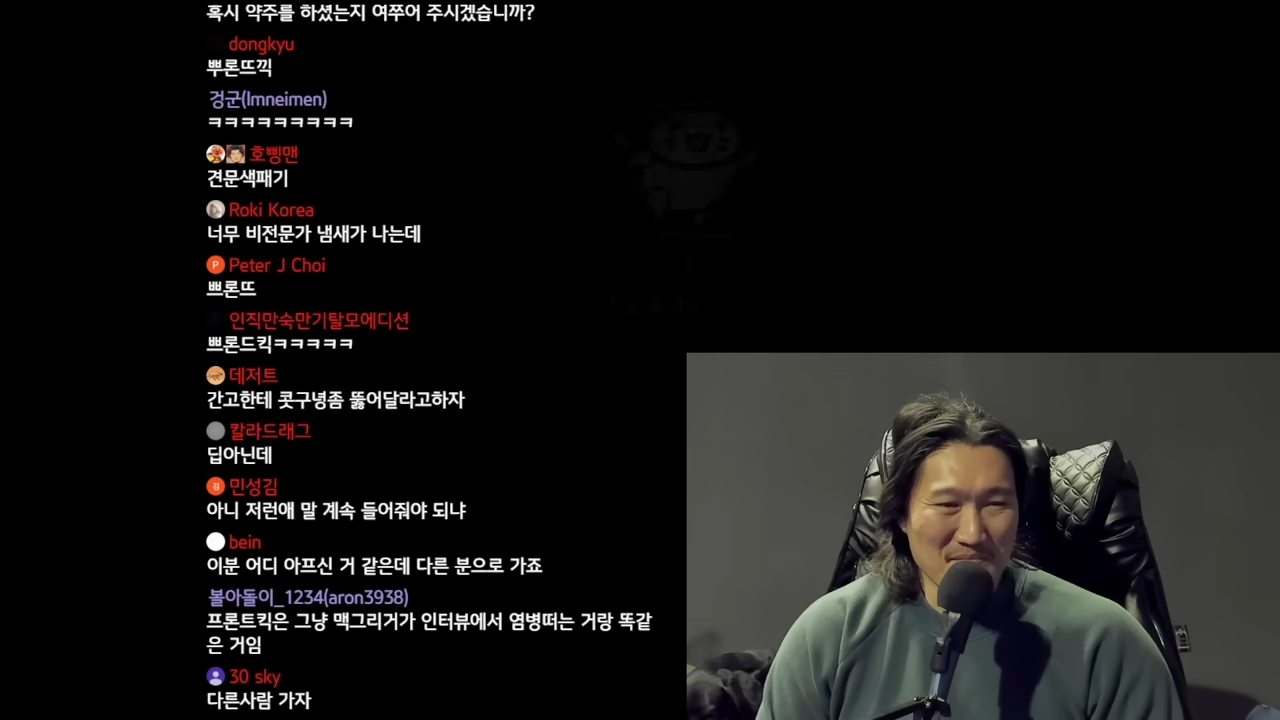 혹시 약주를 하셨는지 여쭈어 주시겠습니까?
dongkyu
뿌론뜨끽
겅군(Imneimen)
ㅋㅋㅋㅋㅋㅋㅋㅋㅋ
호삥맨
견문색패기
Roki Korea
너무 비전문가 냄새가 나는데
P Peter J Choi
쁘론뜨
인직만숙만기탈모에디션
쁘론드킥ㅋㅋㅋㅋㅋ
데저트
간고한테 콧구녕좀 뚫어달라고하자
칼라드래그
딥아닌데
김 민성김
아니 저런애 말 계속 들어줘야 되냐
bein
이분 어디 아프신 거 같은데 다른 분으로 가죠
볼아돌이_1234(aron3938)
프론트킥은 그냥 맥그리거가 인터뷰에서 염병떠는 거랑 똑같
은 거임
30 sky
다른사람 가자